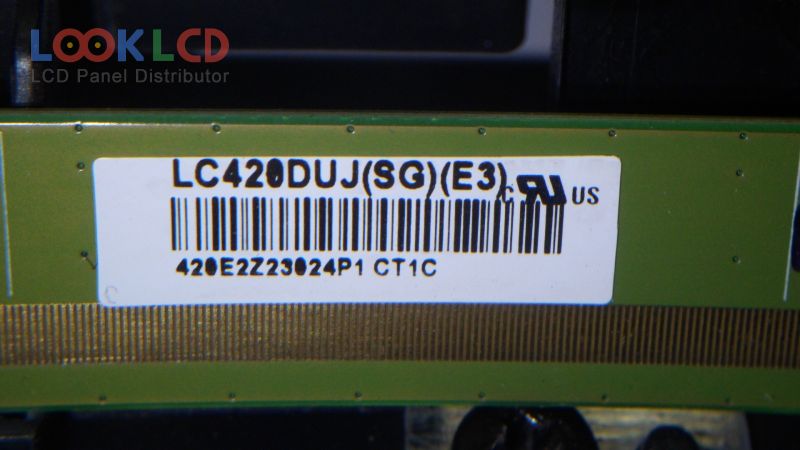 LOOKLCD
LCD Panel Distributor
LC420DUJ(SG)(E3)
C US
420E2Z23024P1 CT1C